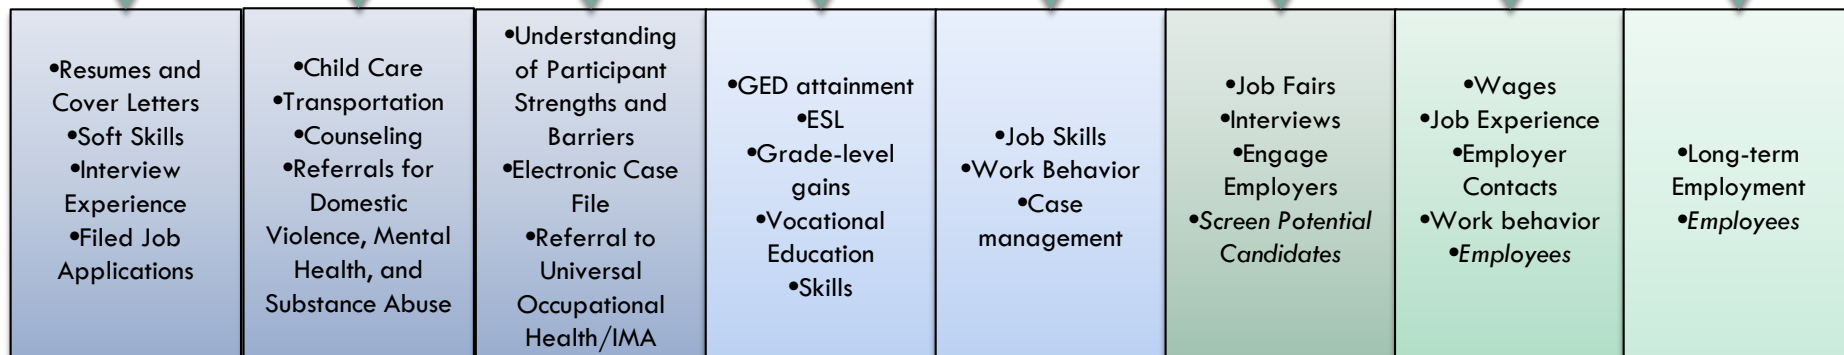 •Resumes and
Cover Letters
•Soft Skills
•Interview
Experience
•Filed Job
Applications
•Child Care
•Transportation
•Counseling
•Referrals for
Domestic
Violence, Mental
Health, and
Substance Abuse
•Understanding
of Participant
Strengths and
Barriers
•Electronic Case
File
•Referral to
Universal
Occupational
Health/IMA
•GED attainment
•ESL
•Grade-level
gains
•Vocational
Education
•Skills
•Job Skills
•Work Behavior
•Case
management
•Job Fairs
•Interviews
•Engage
Employers
•Screen Potential
Candidates
•Wages
•Job Experience
•Employer
Contacts
•Work behavior
•Employees
•Long-term
Employment
•Employees